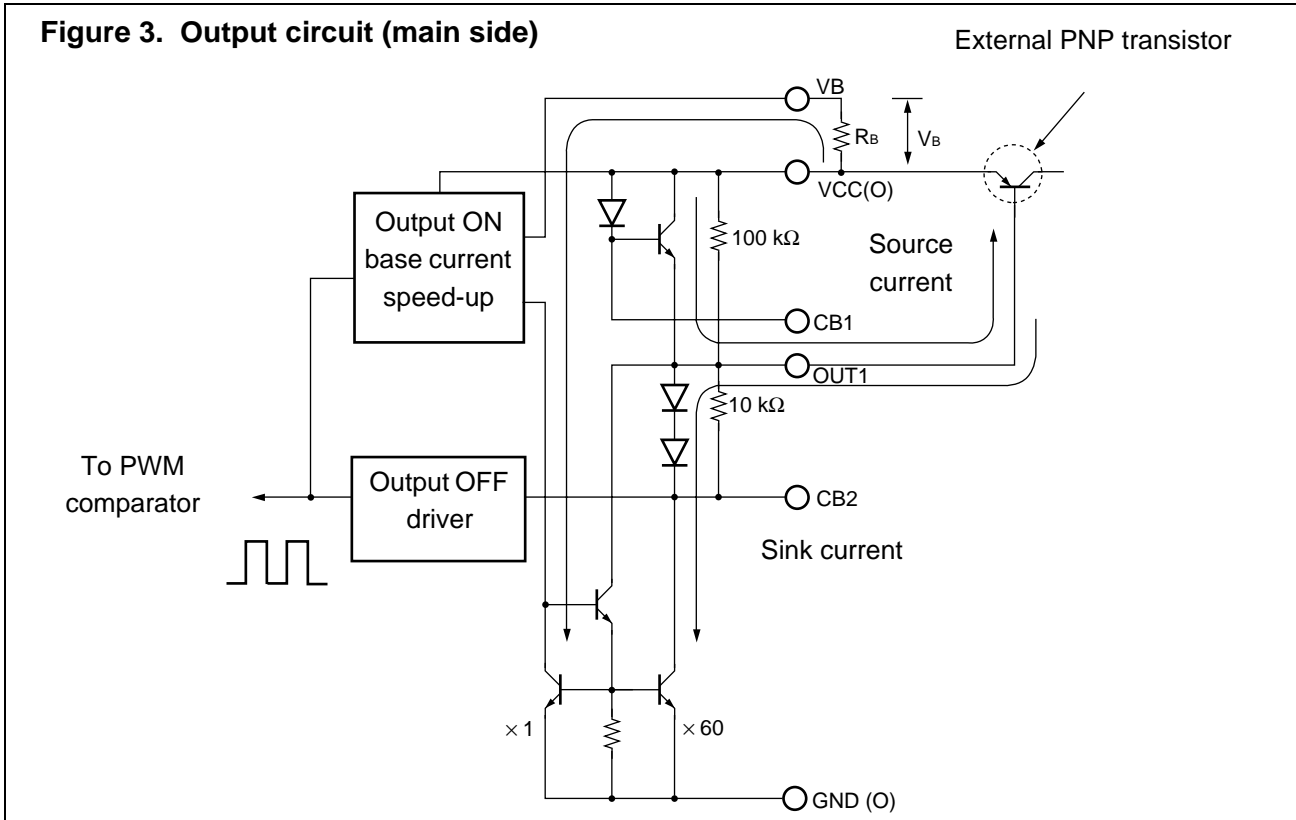 Figure 3. Output circuit (main side)
External PNP transistor
VB
RB
VB
VCC(O)
Output ON
base current
speed-up
100 kΩ
Source
current
CB1
OUT1
10 kΩ
To PWM
comparator
Output OFF
driver
CB2
Sink current
× 1
× 60
GND (O)